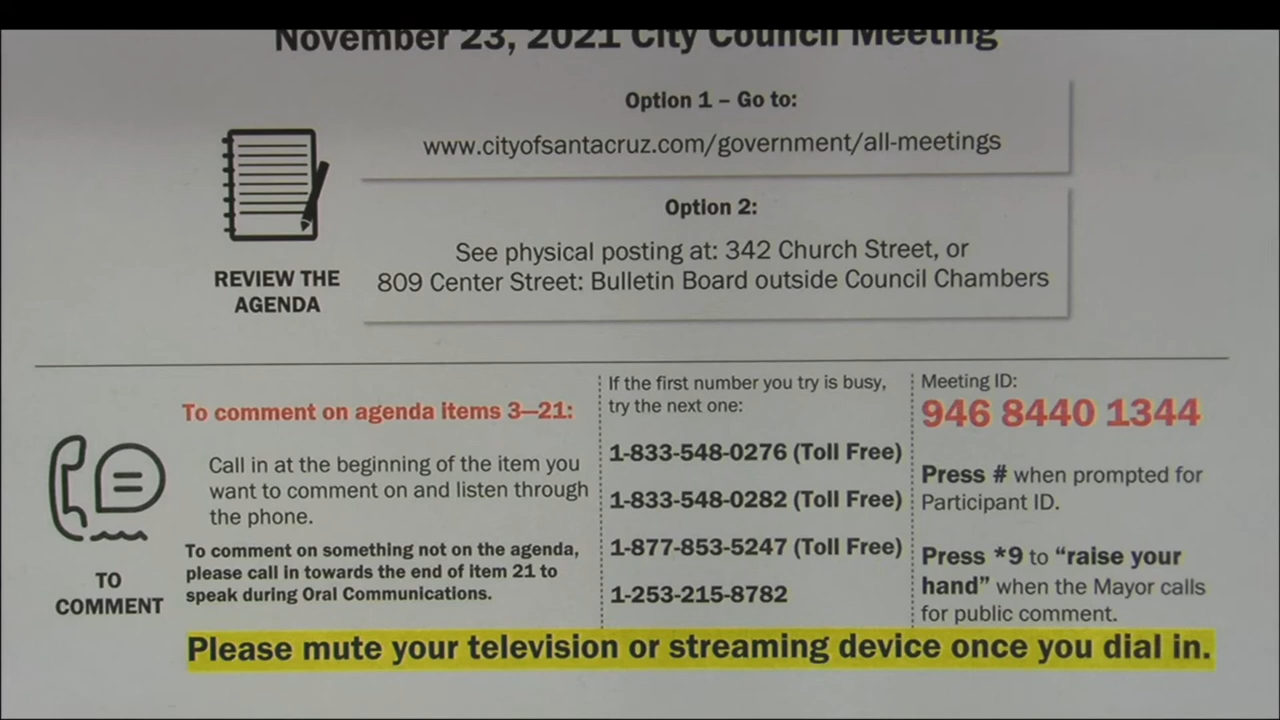 November 23, 2021 City Council Meeting
Option 1 – Go to:
www.cityofsantacruz.com/government/all-meetings
Option 2:
See physical posting at: 342 Church Street, or
809 Center Street: Bulletin Board outside Council Chambers
REVIEW THE
AGENDA
To comment on agenda items 3—21:
Call in at the beginning of the item you
want to comment on and listen through
the phone.
To comment on something not on the agenda,
please call in towards the end of item 21 to
speak during Oral Communications.
TO
COMMENT
If the first number you try is busy,
try the next one:
1-833-548-0276 (Toll Free)
1-833-548-0282 (Toll Free)
1-877-853-5247 (Toll Free)
1-253-215-8782
Meeting ID:
946 8440 1344
Press # when prompted for
Participant ID.
Press *9 to “raise your
hand” when the Mayor calls
for public comment.
Please mute your television or streaming device once you dial in.